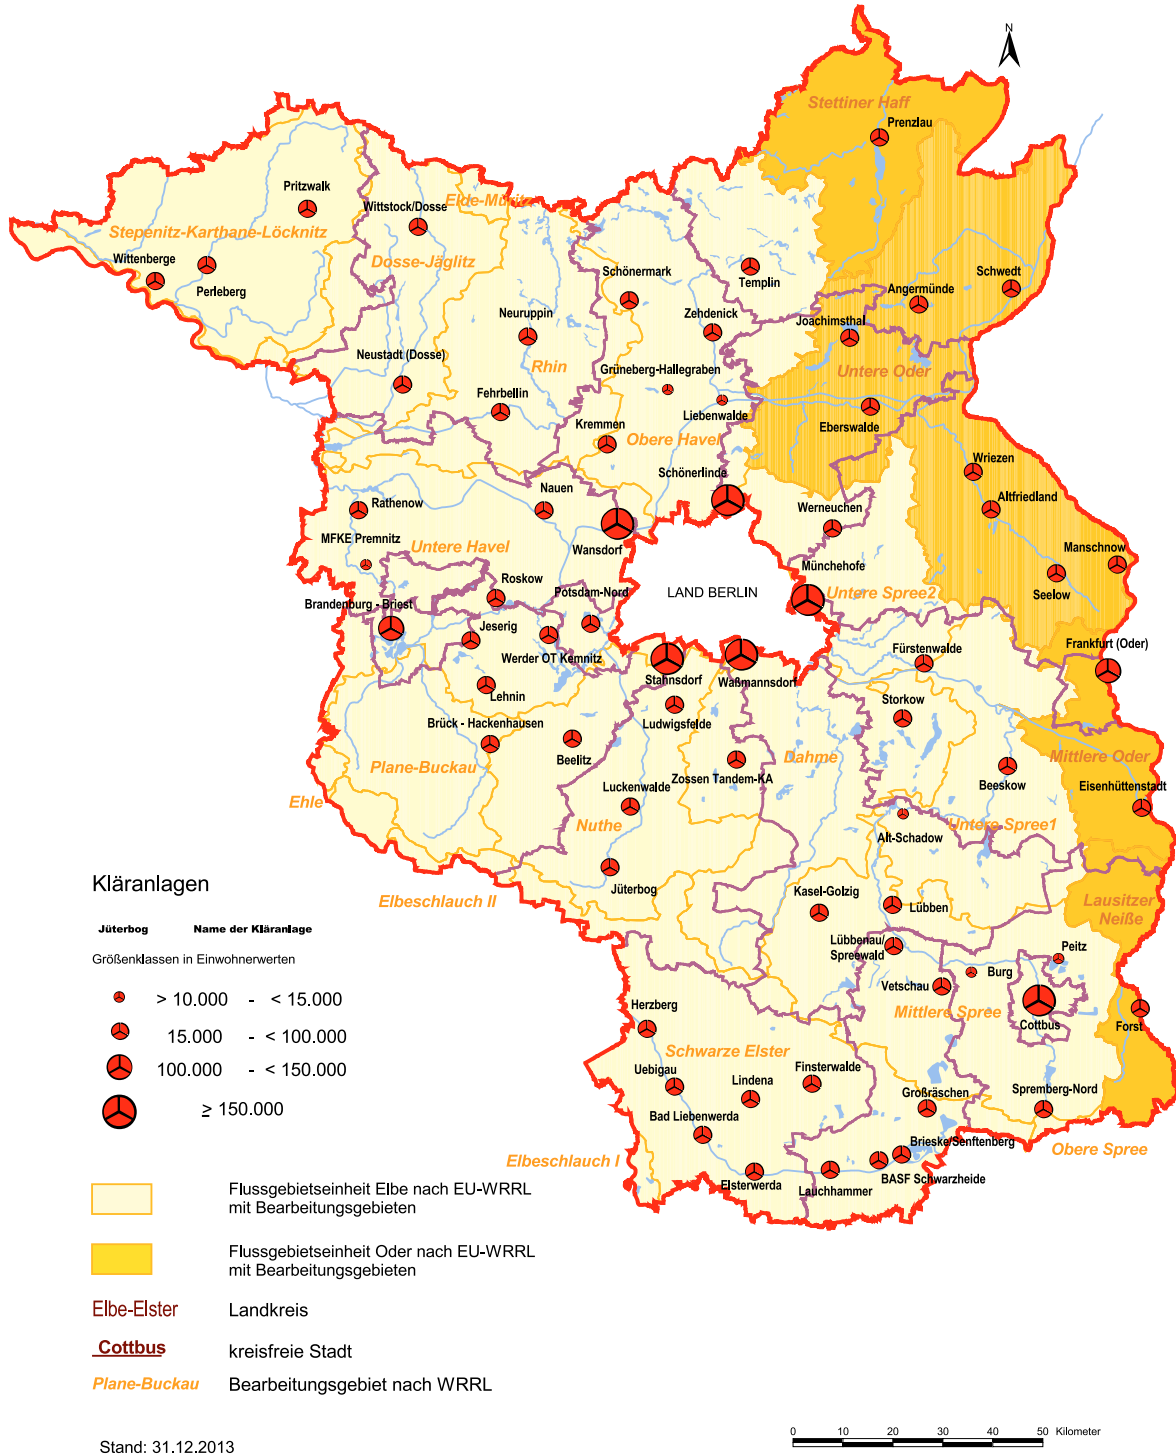 N
Stettiner Haff
Prenzlau
Pritzwalk
Wittstock/Dosse
Elde-Müritz
Stepenitz-Karthane-Löcknitz
Wittenberge
Perleberg
Dosse-Jäglitz
Schönermark
Templin
Schwedt
Angermünde
Neuruppin
Zehdenick
Joachimsthal
Neustadt (Dosse)
Rhin
Grüneberg-Hallegraben
Untere Oder
Fehrbellin
Liebenwalde
Eberswalde
Kremmen
Obere Havel
Wriezen
Schönerlinde
Rathenow
Nauen
Altfriedland
Werneuchen
MFKE Premnitz
Untere Havel
Wansdorf
Manschnow
Münchehofe
Roskow
Potsdam-Nord
LAND BERLIN
Untere Spree2
Seelow
Brandenburg - Briest
Jeserig
Werder OT Kemnitz
Frankfurt (Oder)
Fürstenwalde
Stahnsdorf
Waßmannsdorf
Lehnin
Storkow
Brück - Hackenhausen
Ludwigsfelde
Plane-Buckau
Beelitz
Zossen Tandem-KA
Dahme
Mittlere Oder
Beeskow
Eisenhüttenstadt
Ehle
Luckenwalde
Nuthe
Untere Spree1
Alt-Schadow
Kläranlagen
Jüterbog
Elbeschlauch II
Kasel-Golzig
Lübben
Lausitzer
Neiße
Jüterbog Name der Kläranlage
Größenklassen in Einwohnerwerten
Lübbenau/
Spreewald
Peitz
Burg
Vetschau
> 10.000 - < 15.000
15.000 - < 100.000
100.000 - < 150.000
≥ 150.000
Herzberg
Mittlere Spree
Cottbus
Forst
Schwarze Elster
Uebigau
Lindena
Finsterwalde
Großräschen
Spremberg-Nord
Bad Liebenwerda
Brieske/Senftenberg
Obere Spree
Elbeschlauch I
Elsterwerda
Lauchhammer
BASF Schwarzheide
Flussgebietseinheit Elbe nach EU-WRRL
mit Bearbeitungsgebieten
Flussgebietseinheit Oder nach EU-WRRL
mit Bearbeitungsgebieten
Elbe-Elster Landkreis
Cottbus kreisfreie Stadt
Plane-Buckau Bearbeitungsgebiet nach WRRL
Stand: 31.12.2013
0 10 20 30 40 50 Kilometer